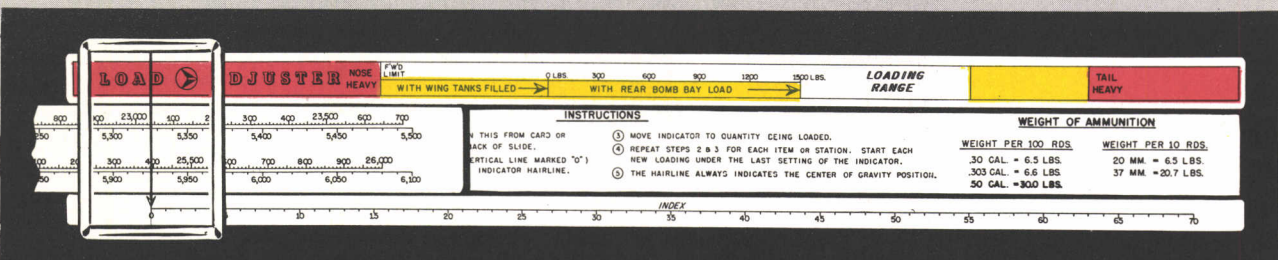 LOAD ADJUSTER
NOSE HEAVY
F'W'D LIMIT
WITH WING TANKS FILLED
0 LBS. 300 600 900 1200 1500 LBS.
WITH REAR BOMB BAY LOAD
LOADING RANGE
TAIL HEAVY
800 23,000 100 300 400 23,500 600 700
5,300 5,350 5,400 5,450 5,500
300 400 25,500 700 800 900 26,000
5,900 5,950 6,000 6,050 6,100
INSTRUCTIONS
N THIS FROM CARD OR
BACK OF SLIDE.
ERTICAL LINE MARKED "0")
INDICATOR HAIRLINE.
③ MOVE INDICATOR TO QUANTITY BEING LOADED.
④ REPEAT STEPS 2 & 3 FOR EACH ITEM OR STATION. START EACH
NEW LOADING UNDER THE LAST SETTING OF THE INDICATOR.
⑤ THE HAIRLINE ALWAYS INDICATES THE CENTER OF GRAVITY POSITION.
WEIGHT OF AMMUNITION
WEIGHT PER 100 RDS.
.30 CAL. = 6.5 LBS.
.303 CAL. = 6.6 LBS.
.50 CAL. = 30.0 LBS.
WEIGHT PER 10 RDS.
20 MM. = 6.5 LBS.
37 MM. = 20.7 LBS.
INDEX
0 10 15 20 25 30 35 40 45 50 55 60 65 70